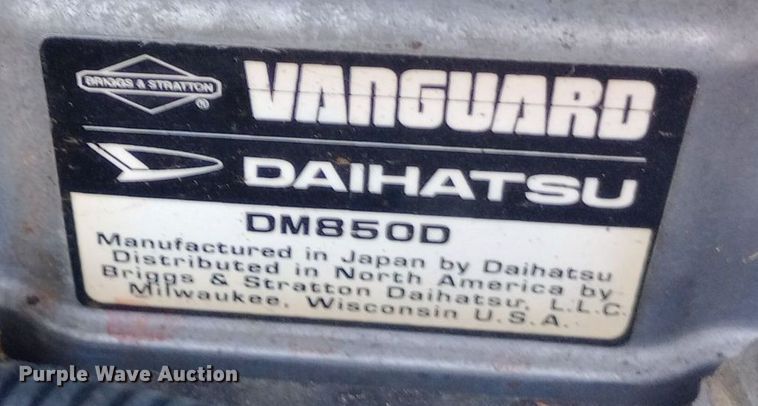 BRIGGS & STRATTON
®
VANGUARD
DAIHATSU
DM850D
Manufactured in Japan by Daihatsu
Distributed in North America by
Briggs & Stratton Daihatsu, L.L.C.
Milwaukee, Wisconsin U.S.A.
Purple Wave Auction